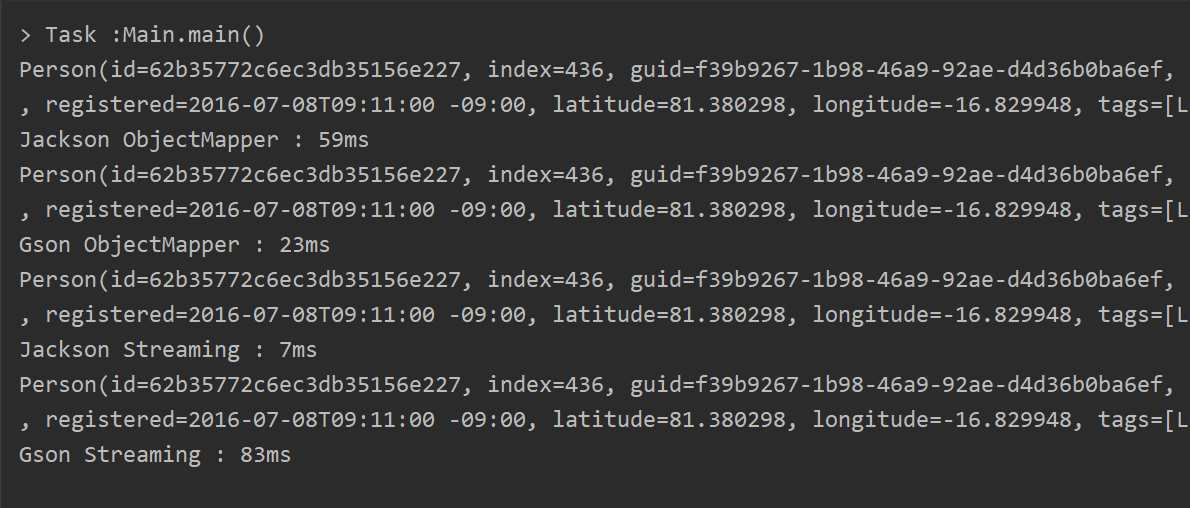 > Task :Main.main()
Person(id=62b35772c6ec3db35156e227, index=436, guid=f39b9267-1b98-46a9-92ae-d4d36b0ba6ef,
, registered=2016-07-08T09:11:00 -09:00, latitude=81.380298, longitude=-16.829948, tags=[L
Jackson ObjectMapper : 59ms
Person(id=62b35772c6ec3db35156e227, index=436, guid=f39b9267-1b98-46a9-92ae-d4d36b0ba6ef,
, registered=2016-07-08T09:11:00 -09:00, latitude=81.380298, longitude=-16.829948, tags=[L
Gson ObjectMapper : 23ms
Person(id=62b35772c6ec3db35156e227, index=436, guid=f39b9267-1b98-46a9-92ae-d4d36b0ba6ef,
, registered=2016-07-08T09:11:00 -09:00, latitude=81.380298, longitude=-16.829948, tags=[L
Jackson Streaming : 7ms
Person(id=62b35772c6ec3db35156e227, index=436, guid=f39b9267-1b98-46a9-92ae-d4d36b0ba6ef,
, registered=2016-07-08T09:11:00 -09:00, latitude=81.380298, longitude=-16.829948, tags=[L
Gson Streaming : 83ms